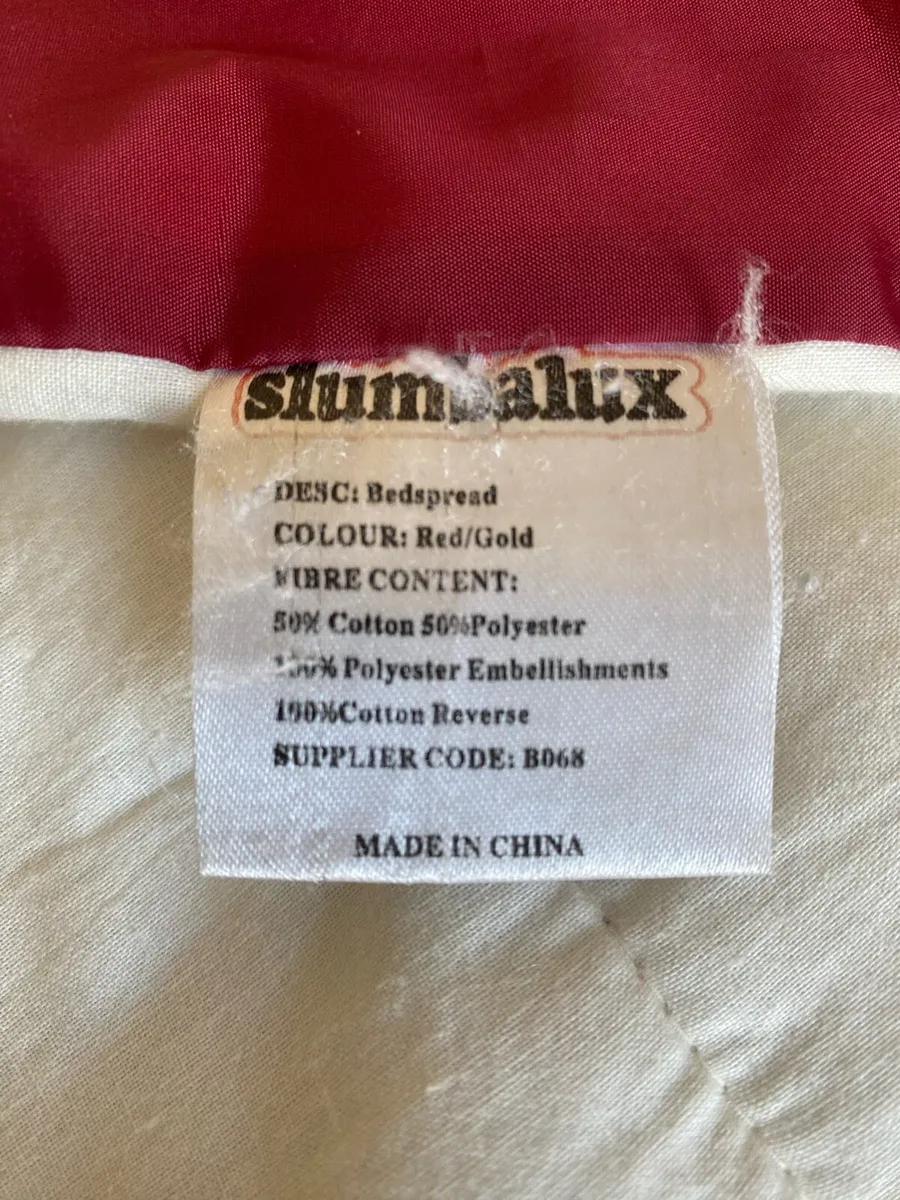 slumbalux
DESC: Bedspread
COLOUR: Red/Gold
FIBRE CONTENT:
50% Cotton 50%Polyester
100% Polyester Embellishments
100%Cotton Reverse
SUPPLIER CODE: B068
MADE IN CHINA